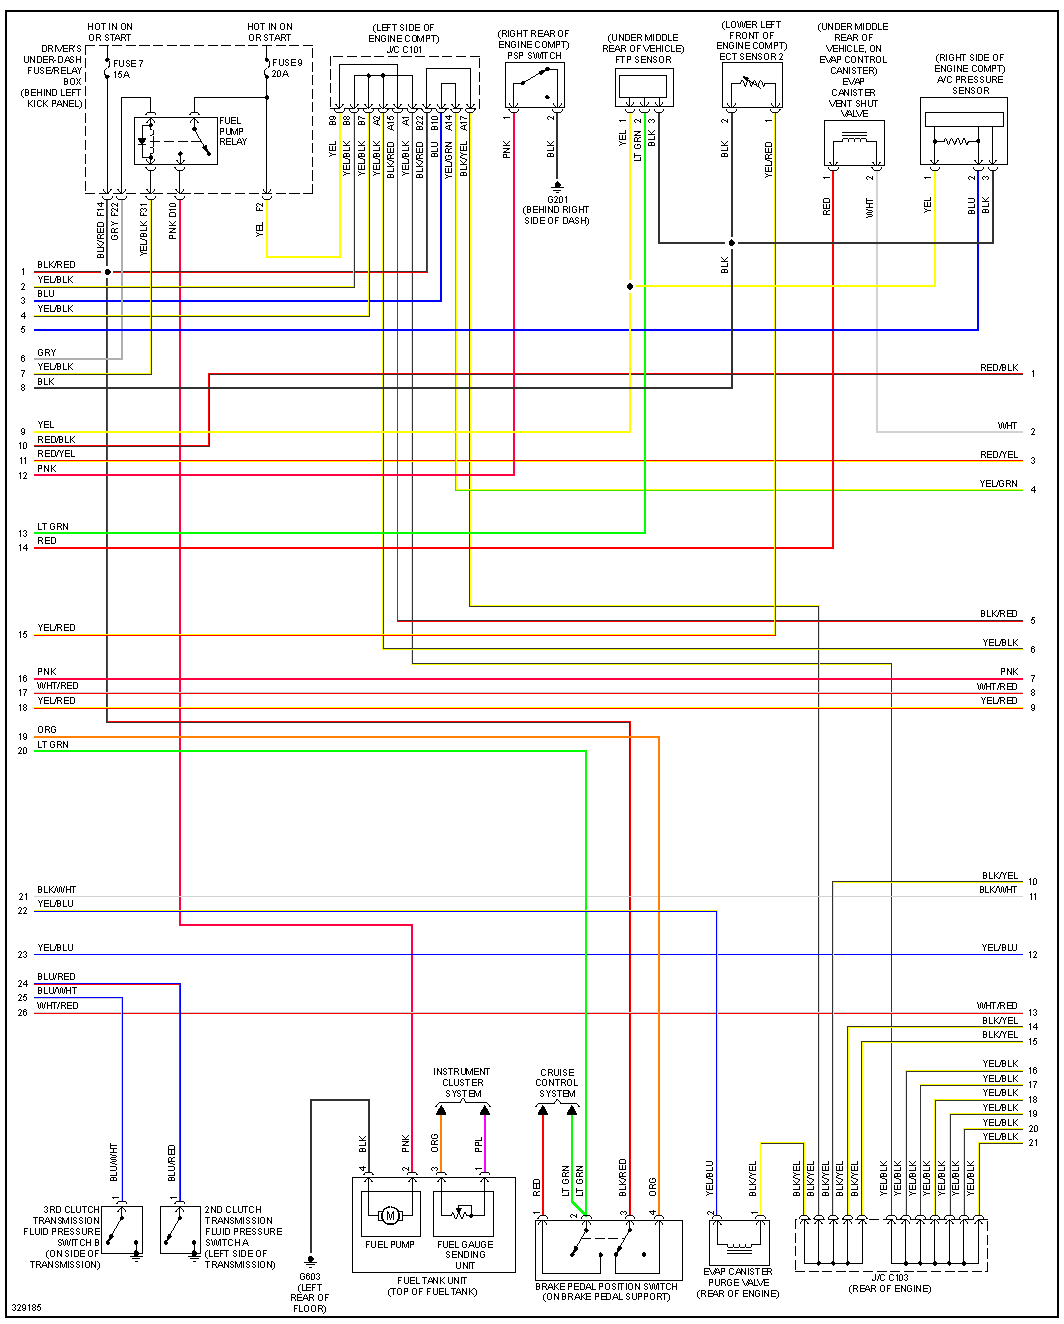 HOT IN ON
OR START
HOT IN ON
OR START
DRIVER'S
UNDER-DASH
FUSE/RELAY
BOX
(BEHIND LEFT
KICK PANEL)
FUSE 7
15A
FUSE 9
20A
FUEL
PUMP
RELAY
(LEFT SIDE OF
ENGINE COMPT)
J/C C101
(RIGHT REAR OF
ENGINE COMPT)
PSP SWITCH
(UNDER MIDDLE
REAR OF VEHICLE)
FTP SENSOR
(LOWER LEFT
FRONT OF
ENGINE COMPT)
ECT SENSOR 2
(UNDER MIDDLE
REAR OF
VEHICLE, ON
EVAP CONTROL
CANISTER)
EVAP
CANISTER
VENT SHUT
VALVE
(RIGHT SIDE OF
ENGINE COMPT)
A/C PRESSURE
SENSOR
BLK/RED F14
GRY F22
YEL/BLK F31
PNK D10
YEL F2
YEL B9
YEL/BLK B8
YEL/BLK B7
YEL/BLK A2
BLK/RED A15
YEL/BLK A1
BLK/RED B22
BLU B10
YEL/GRN A14
BLK/YEL A17
PNK 1
BLK 2
G201
(BEHIND RIGHT
SIDE OF DASH)
YEL 1
LT GRN 2
BLK 3
BLK 2
YEL/RED 1
BLK
RED 1
WHT 2
YEL 1
BLU 2
BLK 3
1 BLK/RED
2 YEL/BLK
3 BLU
4 YEL/BLK
5
6 GRY
7 YEL/BLK
8 BLK
9 YEL
10 RED/BLK
11 RED/YEL
12 PNK
13 LT GRN
14 RED
15 YEL/RED
16 PNK
17 WHT/RED
18 YEL/RED
19 ORG
20 LT GRN
21 BLK/WHT
22 YEL/BLU
23 YEL/BLU
24 BLU/RED
25 BLU/WHT
26 WHT/RED
RED/BLK 1
WHT 2
RED/YEL 3
YEL/GRN 4
BLK/RED 5
YEL/BLK 6
PNK 7
WHT/RED 8
YEL/RED 9
BLK/YEL 10
BLK/WHT 11
YEL/BLU 12
WHT/RED 13
BLK/YEL 14
BLK/YEL 15
YEL/BLK 16
YEL/BLK 17
YEL/BLK 18
YEL/BLK 19
YEL/BLK 20
YEL/BLK 21
INSTRUMENT
CLUSTER
SYSTEM
CRUISE
CONTROL
SYSTEM
BLU/WHT 1
BLU/RED 1
BLK 4
PNK 2
ORG 3
PPL 1
RED 1
LT GRN
LT GRN 2
BLK/RED 3
ORG 4
YEL/BLU 2
BLK/YEL 1
BLK/YEL
BLK/YEL
BLK/YEL
BLK/YEL
BLK/YEL
YEL/BLK
YEL/BLK
YEL/BLK
YEL/BLK
YEL/BLK
YEL/BLK
YEL/BLK
3RD CLUTCH
TRANSMISSION
FLUID PRESSURE
SWITCH B
(ON SIDE OF
TRANSMISSION)
2ND CLUTCH
TRANSMISSION
FLUID PRESSURE
SWITCH A
(LEFT SIDE OF
TRANSMISSION)
G603
(LEFT
REAR OF
FLOOR)
M
FUEL PUMP
FUEL GAUGE
SENDING
UNIT
FUEL TANK UNIT
(TOP OF FUEL TANK)
BRAKE PEDAL POSITION SWITCH
(ON BRAKE PEDAL SUPPORT)
EVAP CANISTER
PURGE VALVE
(REAR OF ENGINE)
J/C C103
(REAR OF ENGINE)
329185